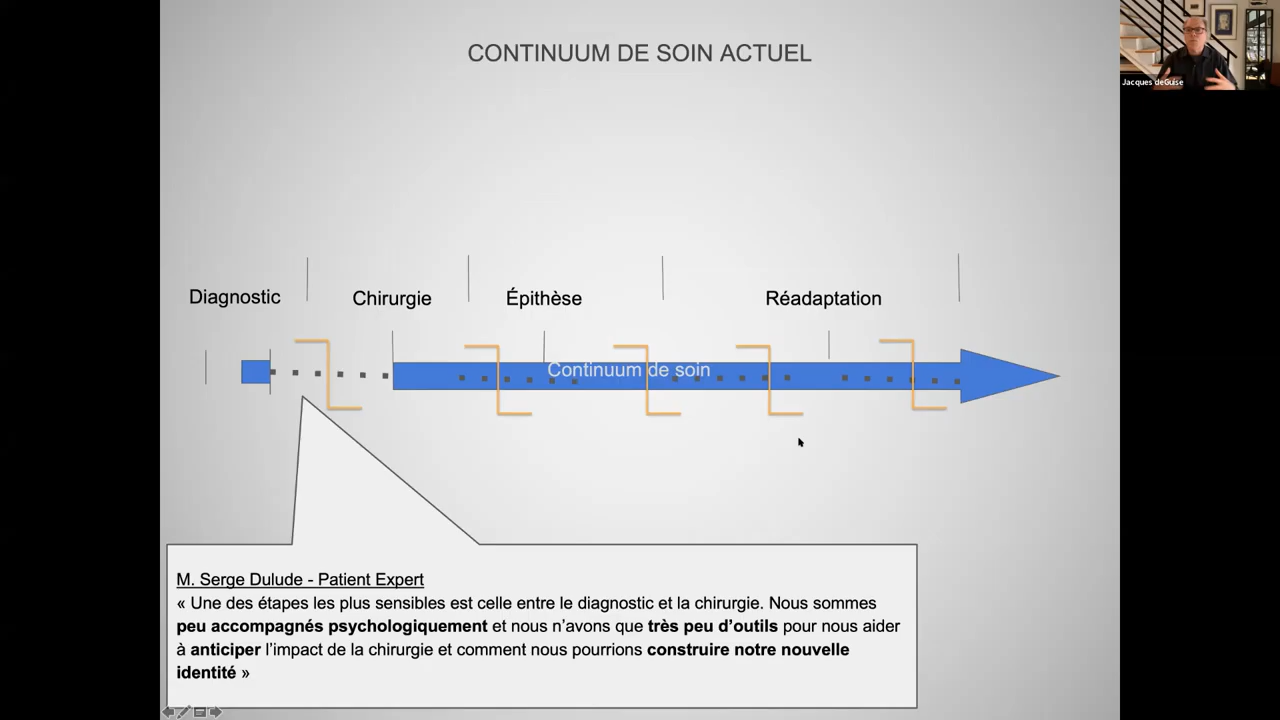 CONTINUUM DE SOIN ACTUEL
Jacques deGuise
Diagnostic
Chirurgie
Épithèse
Réadaptation
Continuum de soin
M. Serge Dulude - Patient Expert
« Une des étapes les plus sensibles est celle entre le diagnostic et la chirurgie. Nous sommes
peu accompagnés psychologiquement et nous n’avons que très peu d’outils pour nous aider
à anticiper l’impact de la chirurgie et comment nous pourrions construire notre nouvelle
identité »